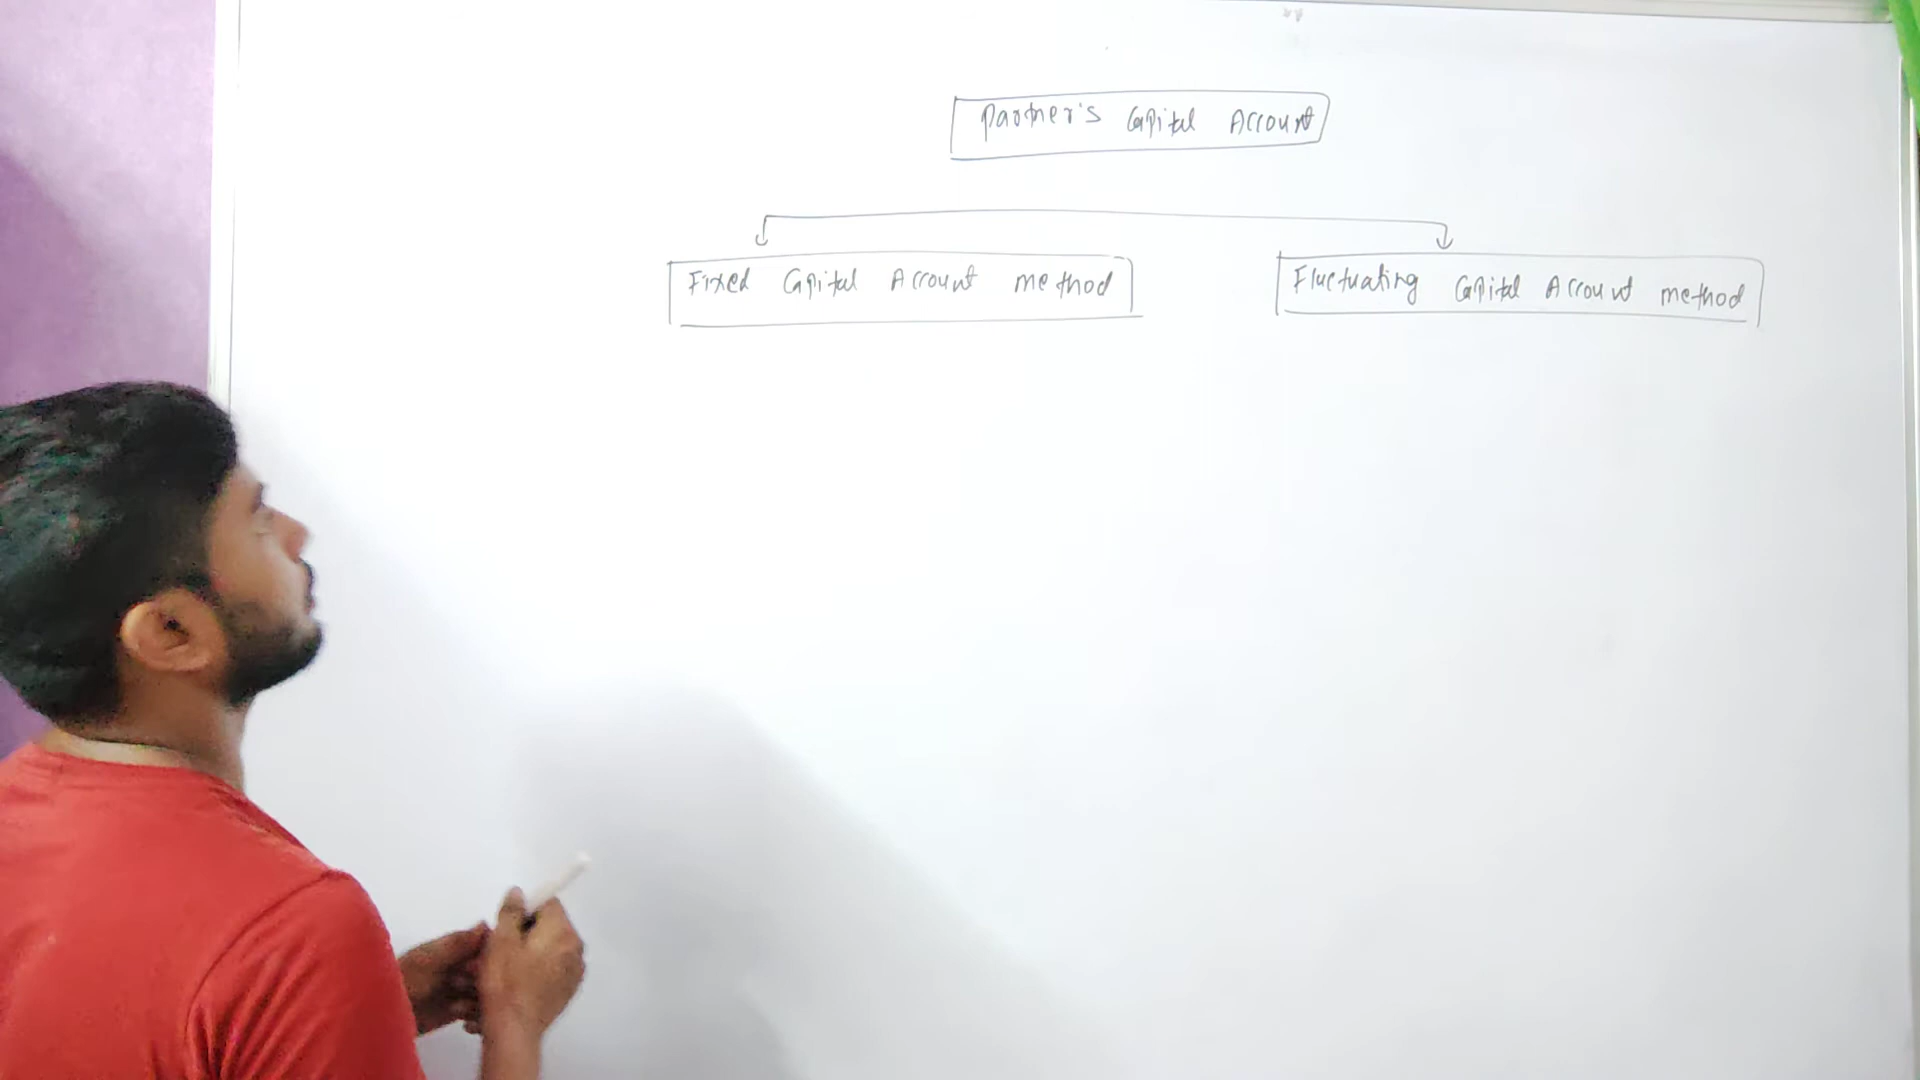 Partner's Capital Account
Fixed Capital Account method
Fluctuating Capital Account method